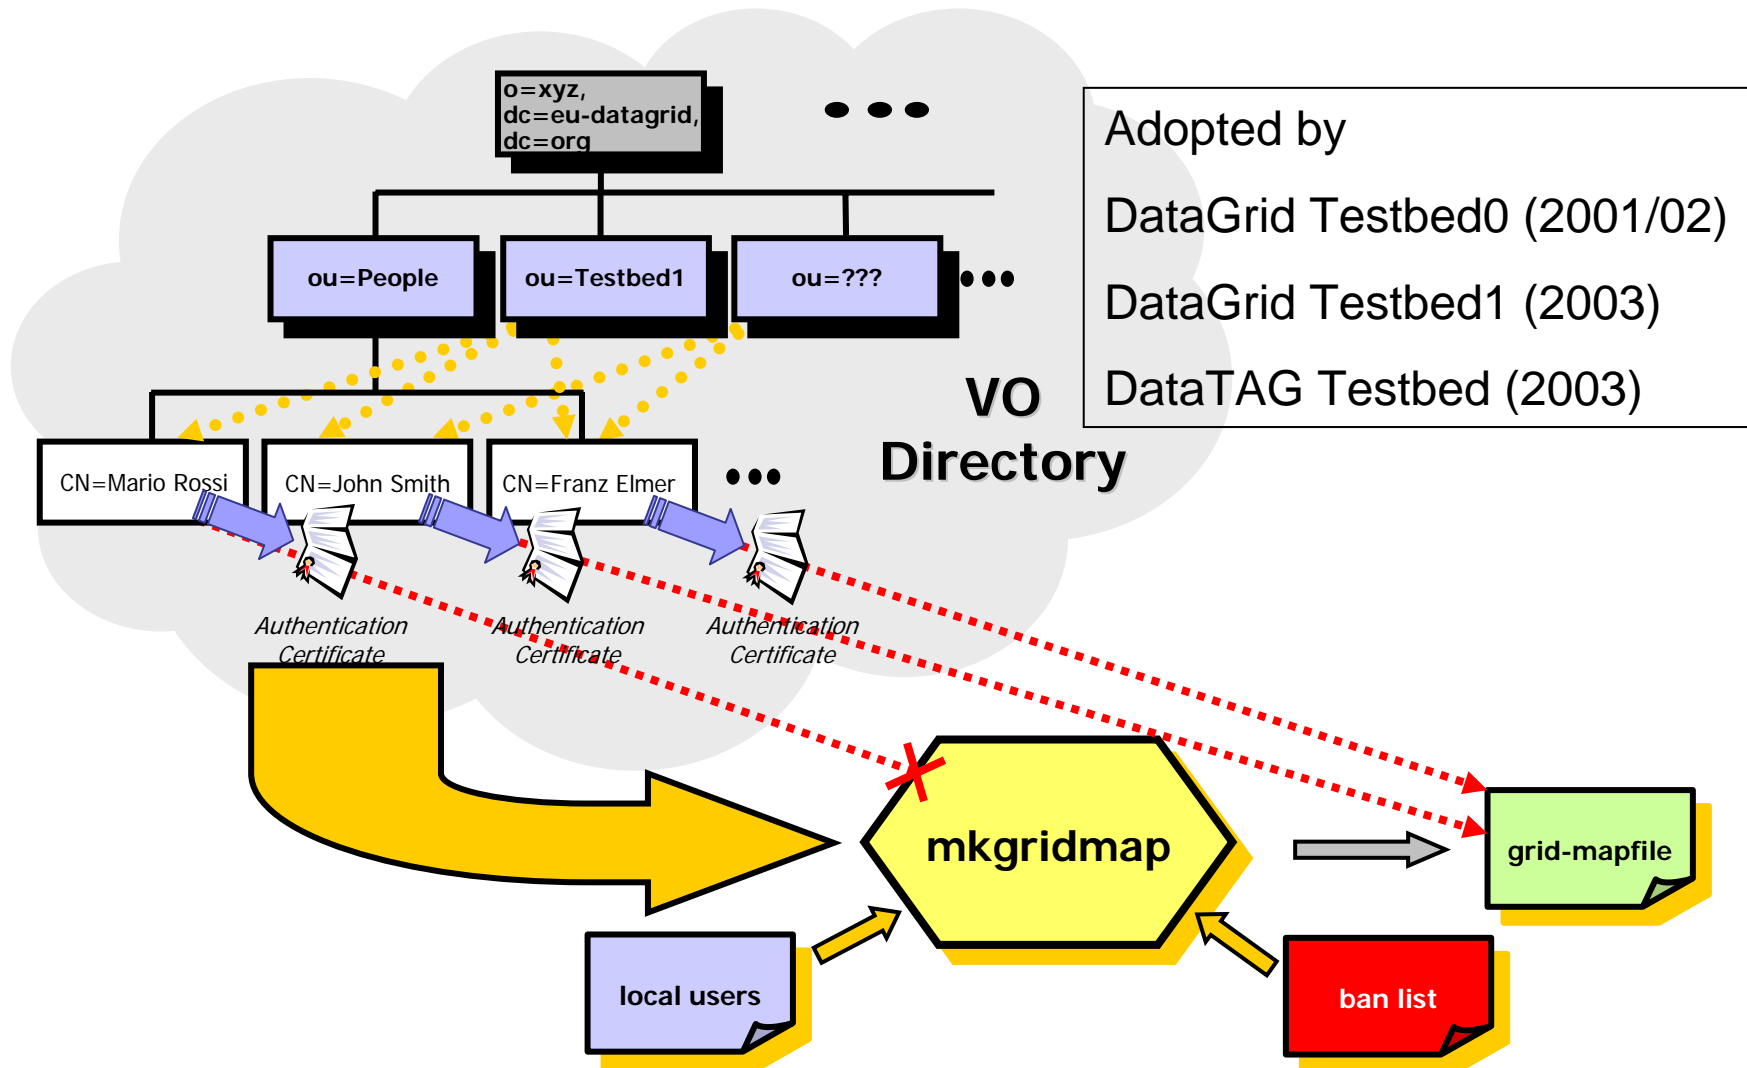 o=xyz,
dc=eu-datagrid,
dc=org
Adopted by
DataGrid Testbed0 (2001/02)
DataGrid Testbed1 (2003)
DataTAG Testbed (2003)
ou=People
ou=Testbed1
ou=???
VO
Directory
CN=Mario Rossi
CN=John Smith
CN=Franz Elmer
Authentication
Certificate
Authentication
Certificate
Authentication
Certificate
mkgridmap
grid-mapfile
local users
ban list